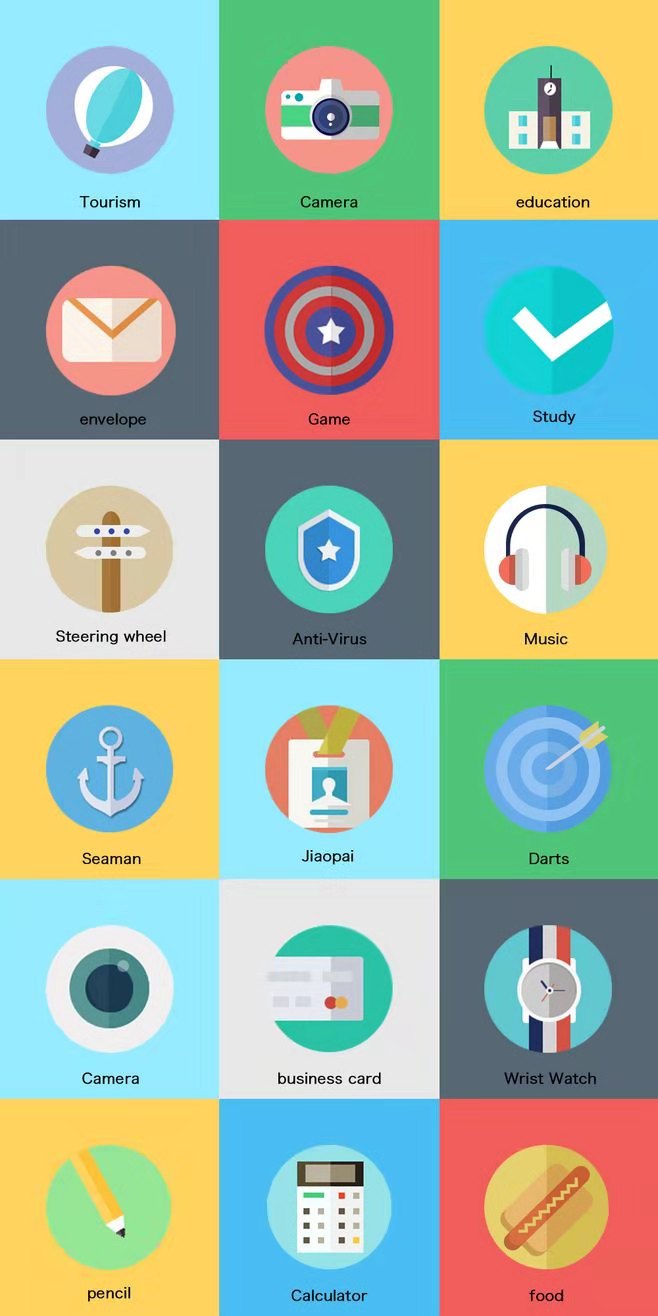 Tourism
Camera
education
envelope
Game
Study
Steering wheel
Anti-Virus
Music
Seaman
Jiaopai
Darts
Camera
business card
Wrist Watch
pencil
Calculator
food